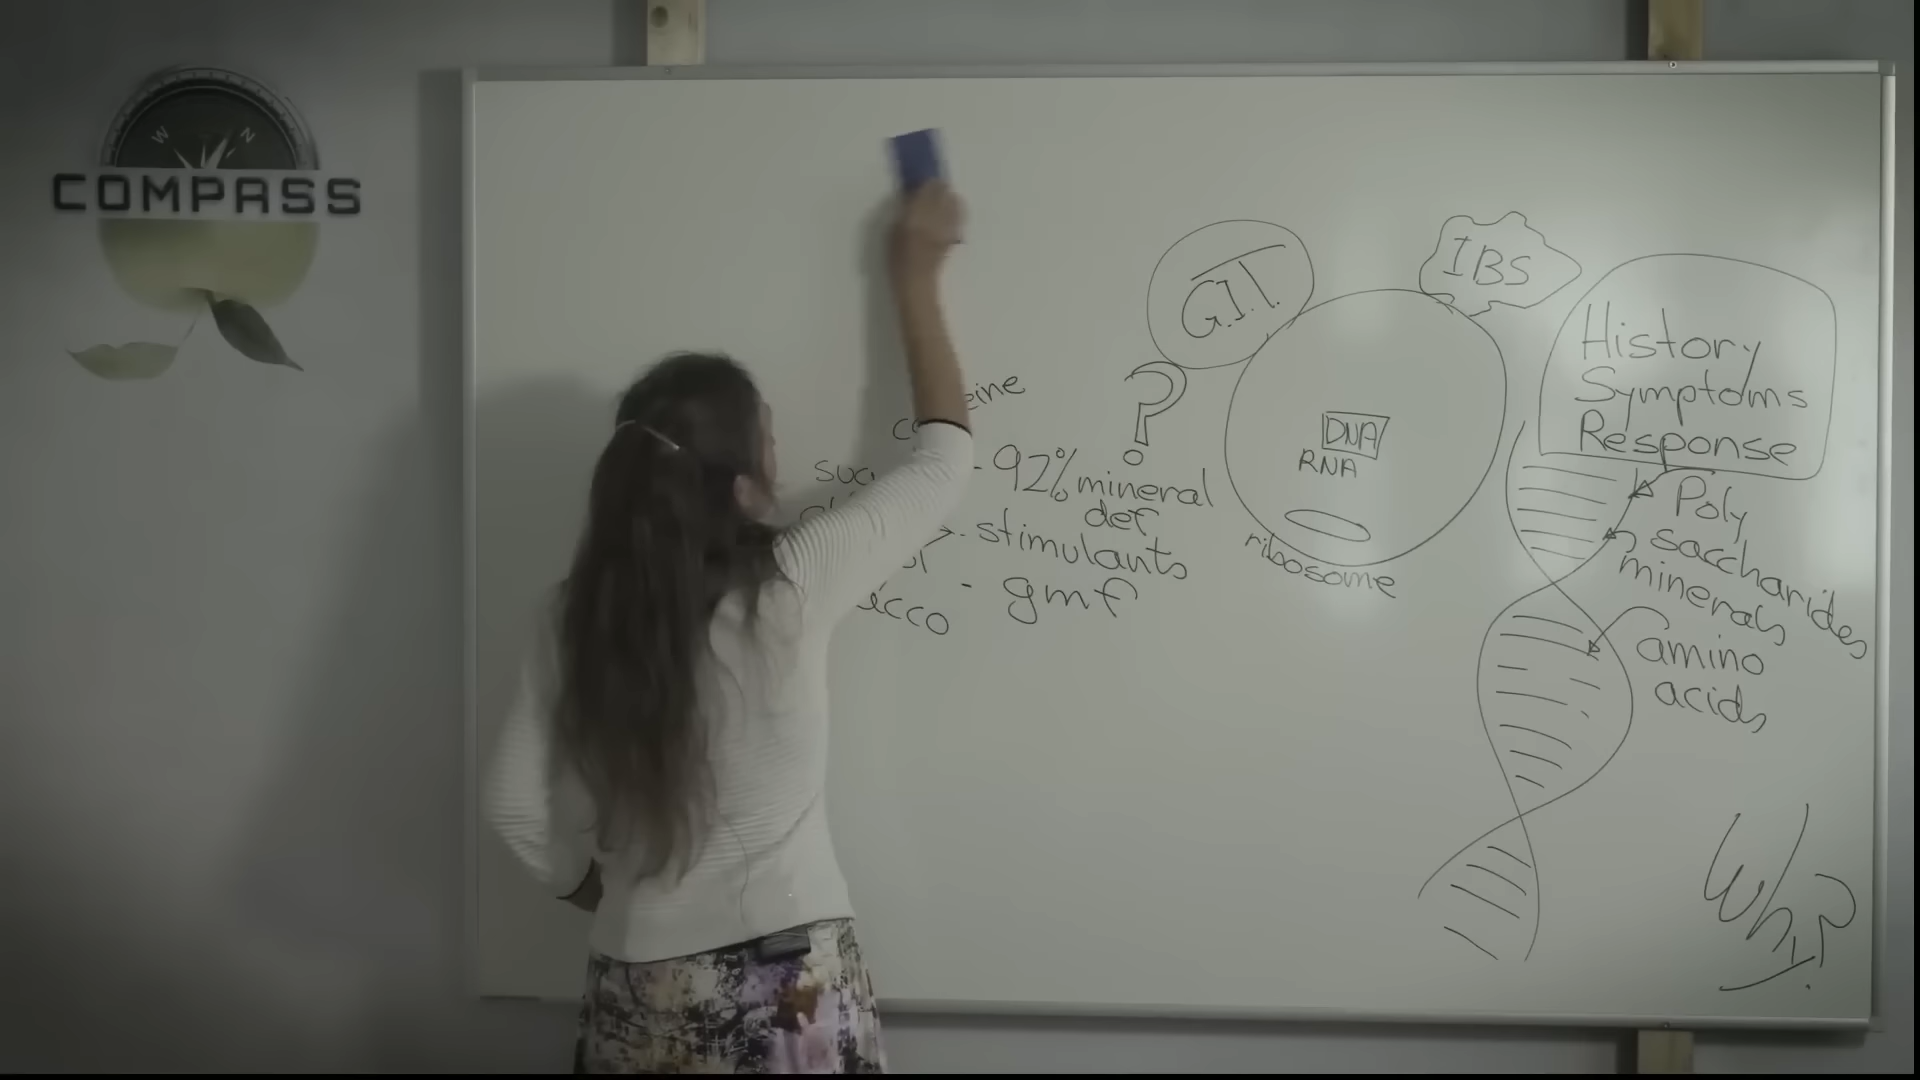 W N
COMPASS
G.I.T.
IBS
History
Symptoms
Response
92% mineral
def
stimulants
gmf
?
DNA
RNA
ribosome
Poly
saccharides
minerals
amino
acids
Why?